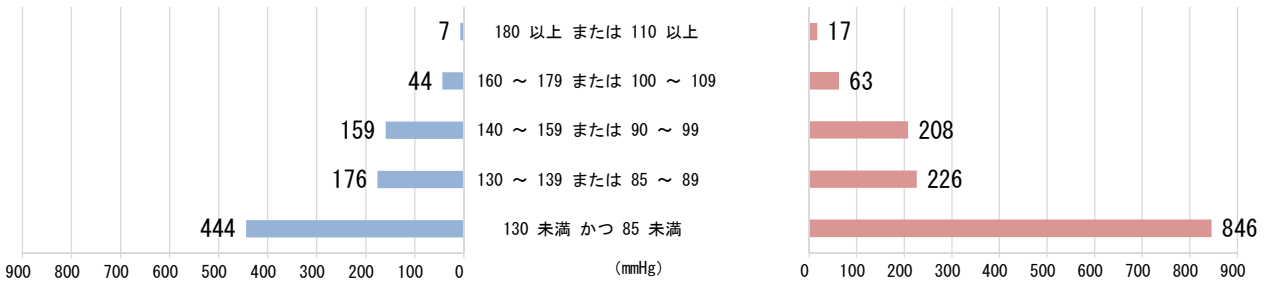 7 180 以上 または 110 以上 17
44 160 ～ 179 または 100 ～ 109 63
159 140 ～ 159 または 90 ～ 99 208
176 130 ～ 139 または 85 ～ 89 226
444 130 未満 かつ 85 未満 846
900 800 700 600 500 400 300 200 100 0 (mmHg) 0 100 200 300 400 500 600 700 800 900